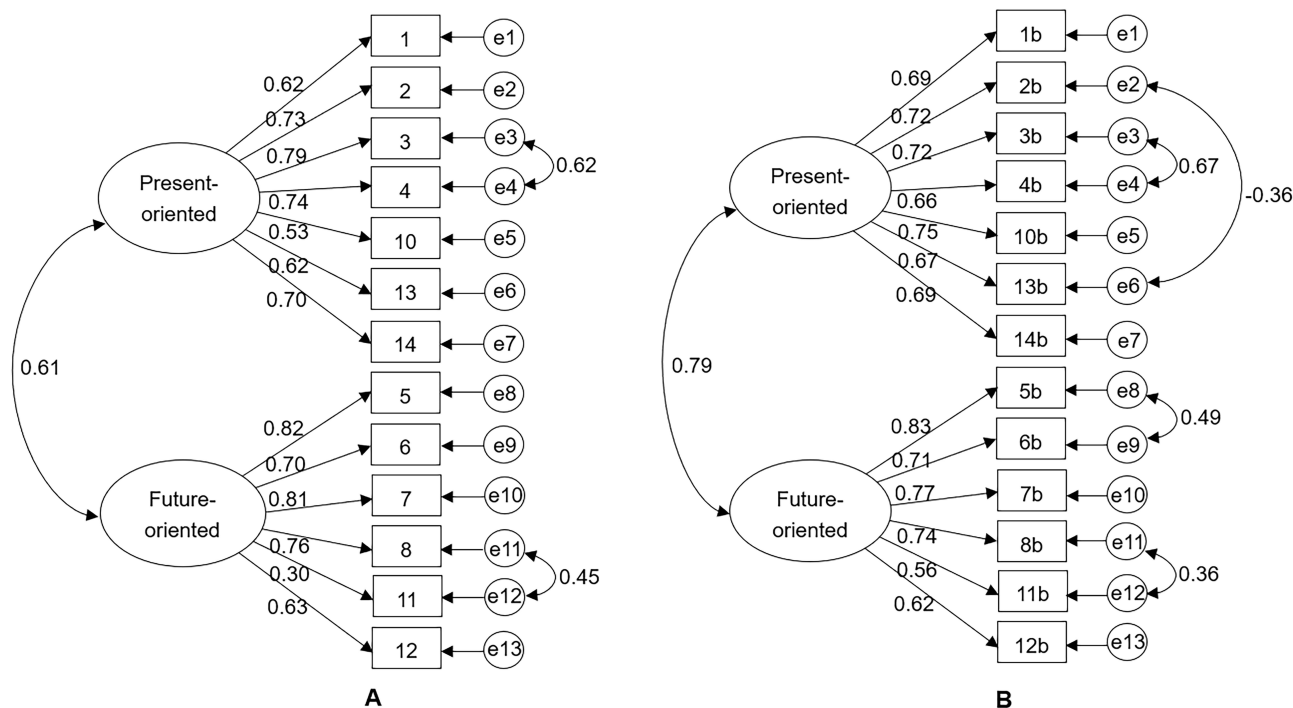 1 e1
0.62
2 e2
0.73
3 e3
0.79
0.62
Present-
oriented
4 e4
0.74
0.53
10 e5
0.62
13 e6
0.70
14 e7
0.61
5 e8
0.82
6 e9
0.70
7 e10
0.81
Future-
oriented
8 e11
0.76
0.30
0.45
11 e12
0.63
12 e13
A
1b e1
0.69
2b e2
0.72
3b e3
0.72
0.67
Present-
oriented
4b e4
-0.36
0.66
0.75
10b e5
0.67
13b e6
0.69
14b e7
0.79
5b e8
0.49
0.83
6b e9
0.71
7b e10
0.77
Future-
oriented
8b e11
0.74
0.56
0.36
11b e12
0.62
12b e13
B